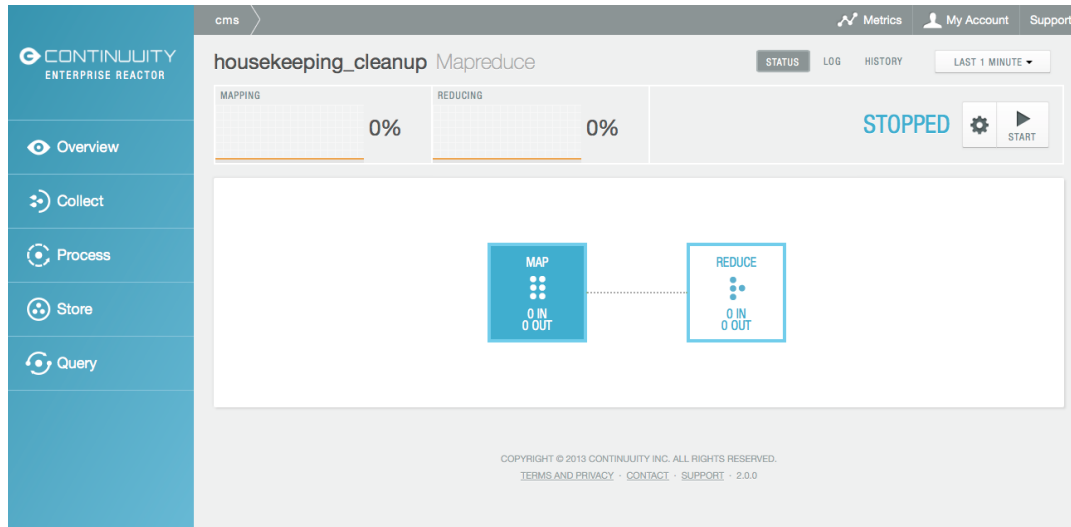 cms
Metrics
My Account
Support
CONTINUUITY
ENTERPRISE REACTOR
housekeeping_cleanup Mapreduce
STATUS
LOG
HISTORY
LAST 1 MINUTE
MAPPING
0%
REDUCING
0%
STOPPED
START
Overview
Collect
Process
Store
Query
MAP
0 IN
0 OUT
REDUCE
0 IN
0 OUT
COPYRIGHT © 2013 CONTINUUITY INC. ALL RIGHTS RESERVED.
TERMS AND PRIVACY · CONTACT · SUPPORT · 2.0.0